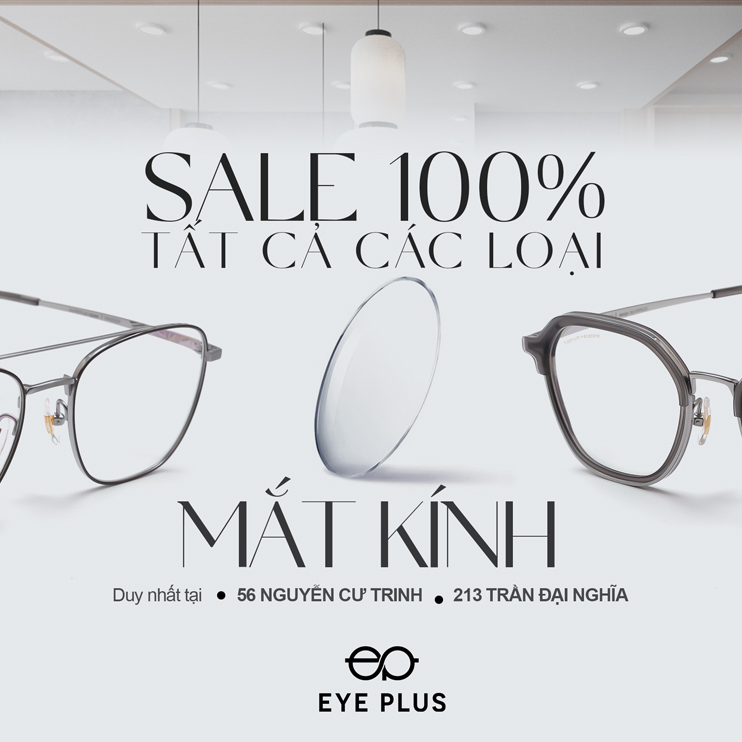 SALE 100%
TẤT CẢ CÁC LOẠI
MẮT KÍNH
Duy nhất tại • 56 NGUYỄN CƯ TRINH • 213 TRẦN ĐẠI NGHĨA
ep
EYE PLUS